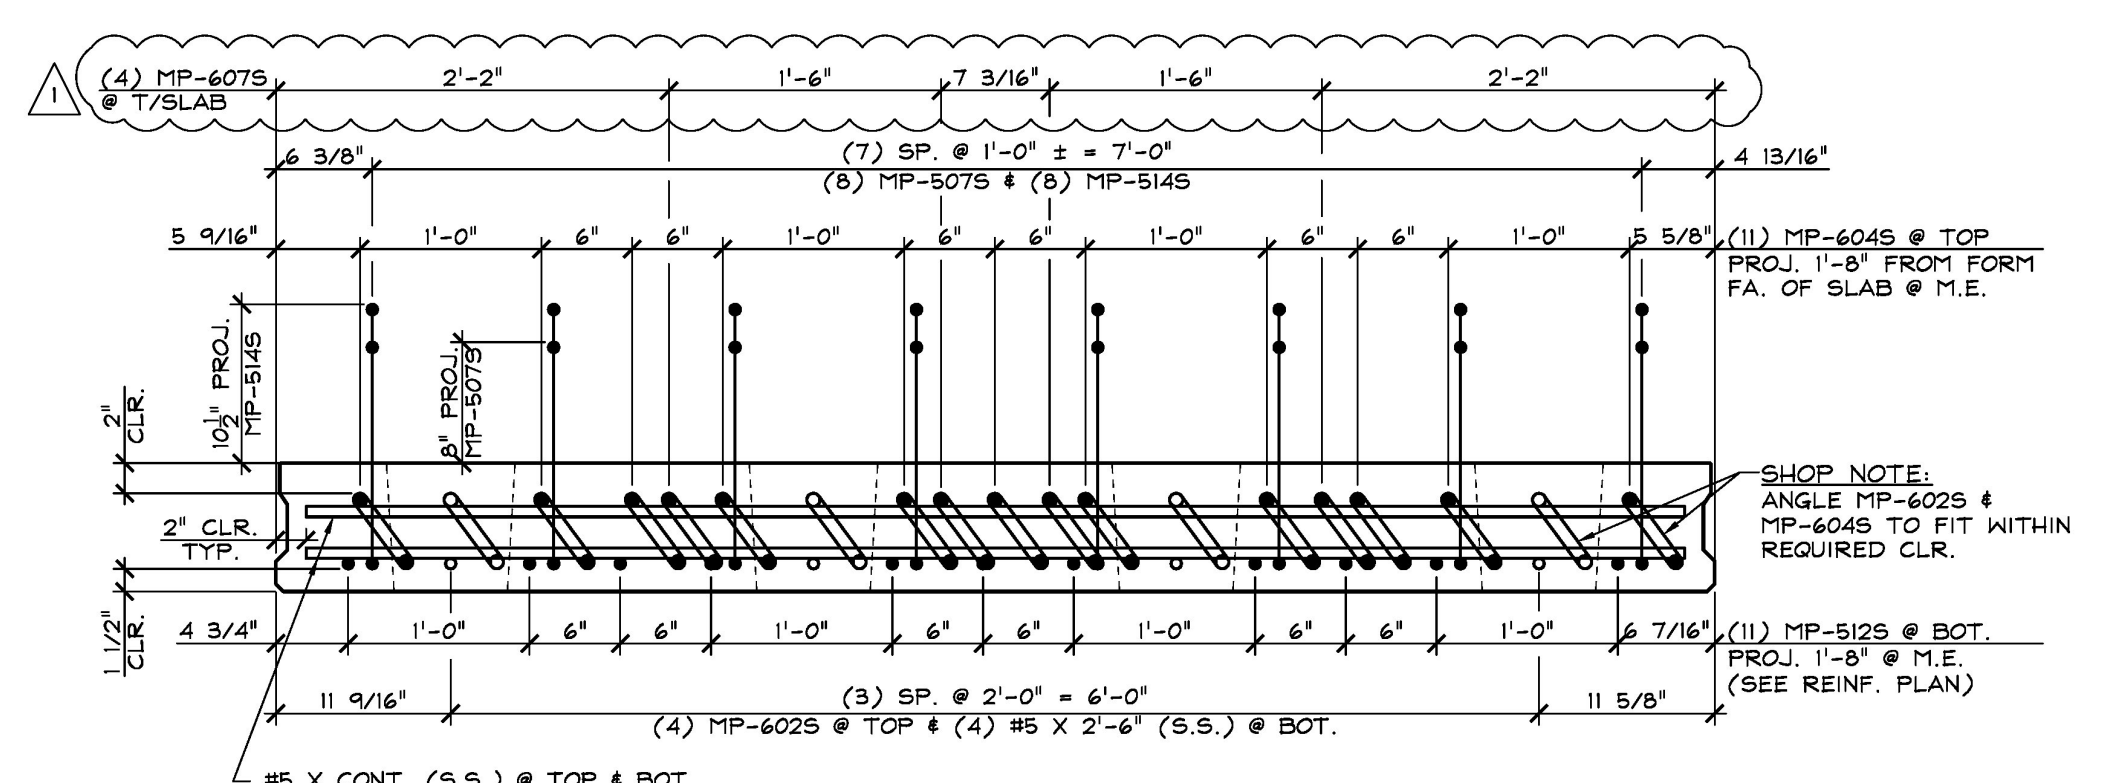 1
(4) MP-607S
@ T/SLAB
2'-2" 1'-6" 7 3/16" 1'-6" 2'-2"
6 3/8" (7) SP. @ 1'-0" ± = 7'-0" 4 13/16"
(8) MP-507S & (8) MP-514S
5 9/16" 1'-0" 6" 6" 1'-0" 6" 6" 1'-0" 6" 6" 1'-0" 5 5/8" (11) MP-604S @ TOP
PROJ. 1'-8" FROM FORM
FA. OF SLAB @ M.E.
2"
CLR.
10 1/2" PROJ.
MP-514S
8" PROJ.
MP-507S
SHOP NOTE:
ANGLE MP-602S &
MP-604S TO FIT WITHIN
REQUIRED CLR.
2" CLR.
TYP.
1 1/2"
CLR.
4 3/4" 1'-0" 6" 6" 1'-0" 6" 6" 1'-0" 6" 6" 1'-0" 6 7/16" (11) MP-512S @ BOT.
PROJ. 1'-8" @ M.E.
(SEE REINF. PLAN)
11 9/16" (3) SP. @ 2'-0" = 6'-0" 11 5/8"
(4) MP-602S @ TOP & (4) #5 X 2'-6" (S.S.) @ BOT.
#5 X CONT. (S.S.) @ TOP & BOT